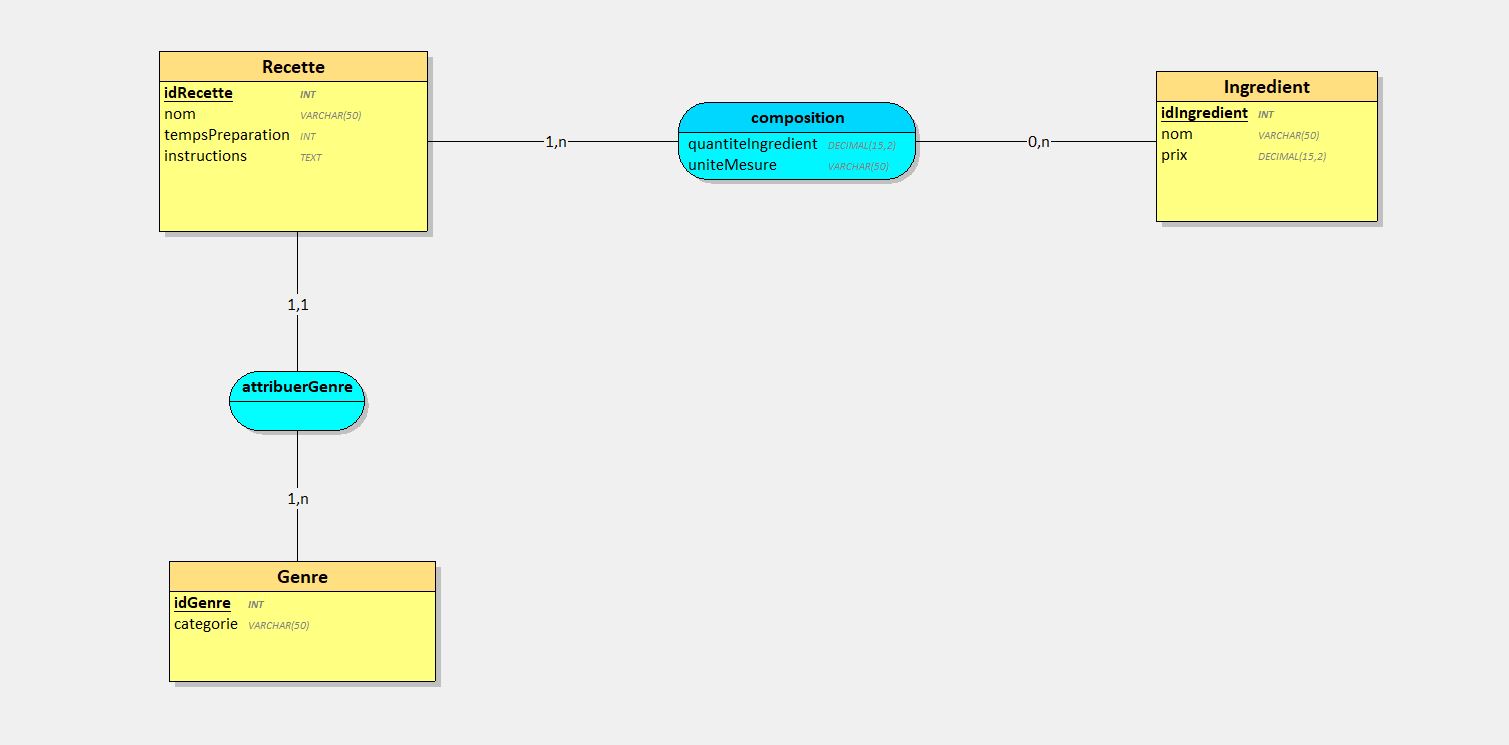 Recette
idRecette INT
nom VARCHAR(50)
tempsPreparation INT
instructions TEXT
1,n
composition
quantiteIngredient DECIMAL(15,2)
uniteMesure VARCHAR(50)
0,n
Ingredient
idIngredient INT
nom VARCHAR(50)
prix DECIMAL(15,2)
1,1
attribuerGenre
1,n
Genre
idGenre INT
categorie VARCHAR(50)